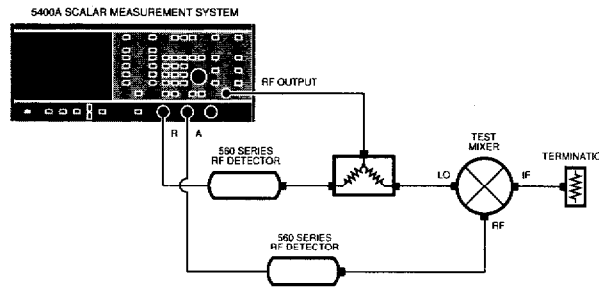 5400A SCALAR MEASUREMENT SYSTEM
RF OUTPUT
R A
560 SERIES
RF DETECTOR
TEST
MIXER
TERMINATIO
LO
IF
RF
560 SERIES
RF DETECTOR